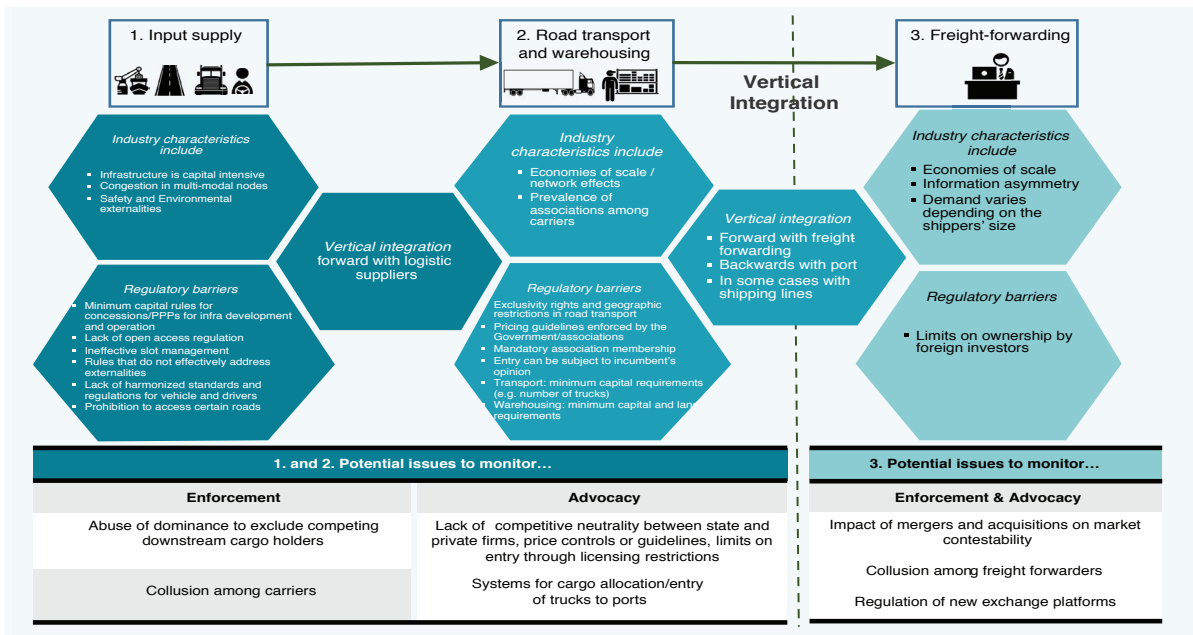 1. Input supply
2. Road transport
and warehousing
3. Freight-forwarding
Vertical
Integration
Industry characteristics
include
▪ Infrastructure is capital intensive
▪ Congestion in multi-modal nodes
▪ Safety and Environmental
externalities
Regulatory barriers
▪ Minimum capital rules for
concessions/PPPs for infra development
and operation
▪ Lack of open access regulation
▪ Ineffective slot management
▪ Rules that do not effectively address
externalities
▪ Lack of harmonized standards and
regulations for vehicle and drivers
▪ Prohibition to access certain roads
Vertical integration
forward with logistic
suppliers
Industry
characteristics include
▪ Economies of scale /
network effects
▪ Prevalence of
associations among
carriers
Regulatory barriers
Exclusivity rights and geographic
restrictions in road transport
▪ Pricing guidelines enforced by the
Government/associations
▪ Mandatory association membership
▪ Entry can be subject to incumbent's
opinion
▪ Transport: minimum capital requirements
(e.g. number of trucks)
▪ Warehousing: minimum capital and land
requirements
Vertical integration
▪ Forward with freight-
forwarding
▪ Backwards with port
▪ In some cases with
shipping lines
Industry characteristics
include
▪ Economies of scale
▪ Information asymmetry
▪ Demand varies
depending on the
shippers' size
Regulatory barriers
▪ Limits on ownership by
foreign investors
1. and 2. Potential issues to monitor…
Enforcement
Abuse of dominance to exclude competing
downstream cargo holders
Collusion among carriers
Advocacy
Lack of competitive neutrality between state and
private firms, price controls or guidelines, limits on
entry through licensing restrictions
Systems for cargo allocation/entry
of trucks to ports
3. Potential issues to monitor…
Enforcement & Advocacy
Impact of mergers and acquisitions on market
contestability
Collusion among freight forwarders
Regulation of new exchange platforms